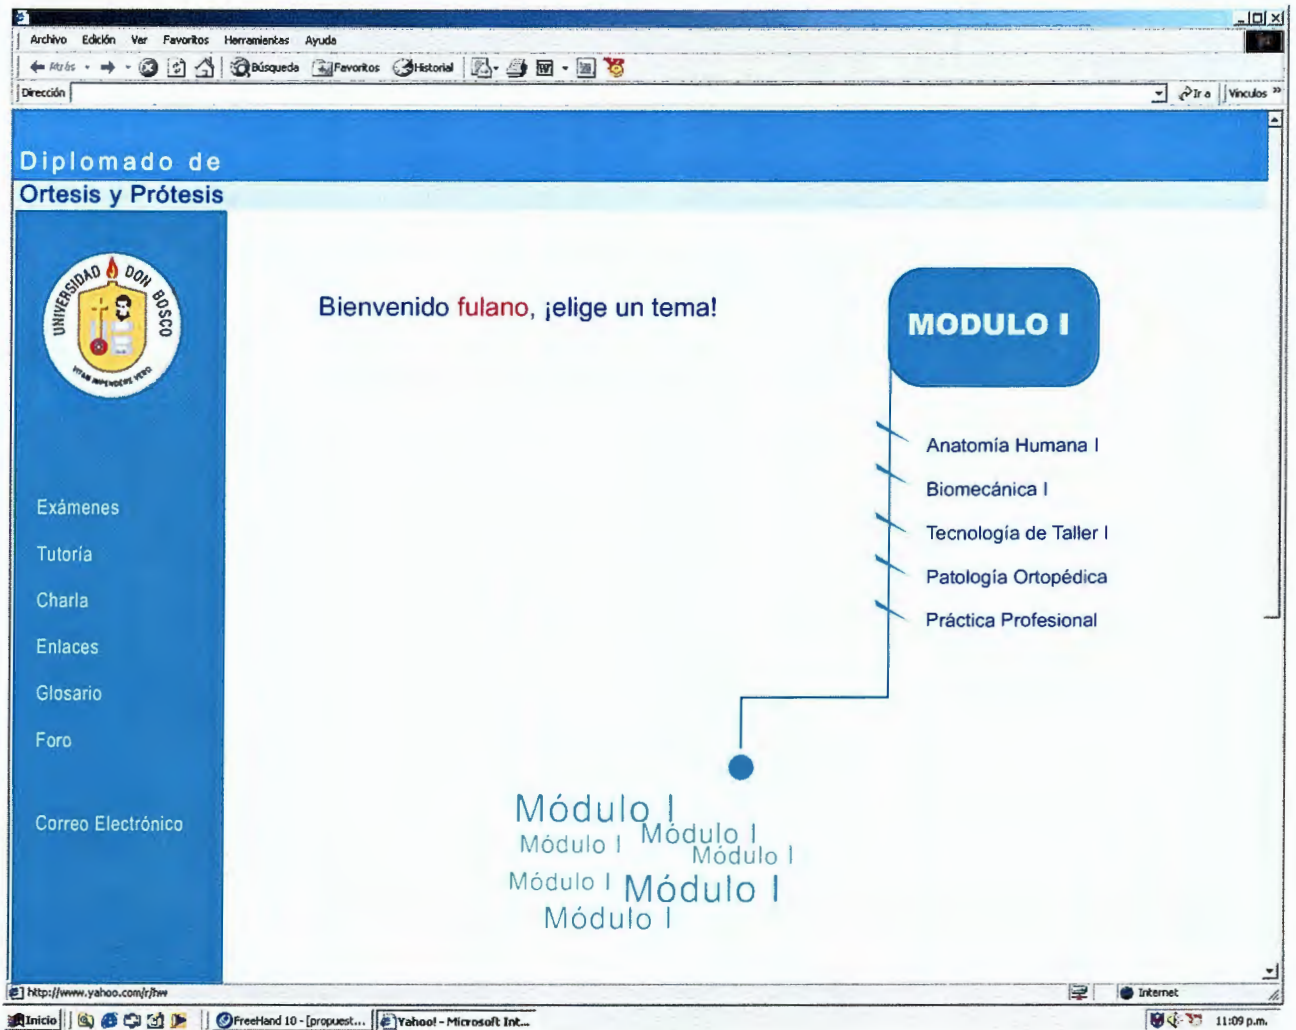 Archivo Edición Ver Favoritos Herramientas Ayuda
Atrás Búsqueda Favoritos Historial
Dirección Ir a Vínculos »
Diplomado de
Ortesis y Prótesis
UNIVERSIDAD DON BOSCO
VITAM IMPENDERE VERO
Bienvenido fulano, ¡elige un tema!
MODULO I
Anatomía Humana I
Biomecánica I
Tecnología de Taller I
Patología Ortopédica
Práctica Profesional
Exámenes
Tutoría
Charla
Enlaces
Glosario
Foro
Correo Electrónico
Módulo I
Módulo I
Módulo I
Módulo I
Módulo I
Módulo I
Módulo I
http://www.yahoo.com/r/hw Internet
Inicio FreeHand 10 - [propuest... Yahoo! - Microsoft Int... 11:09 p.m.